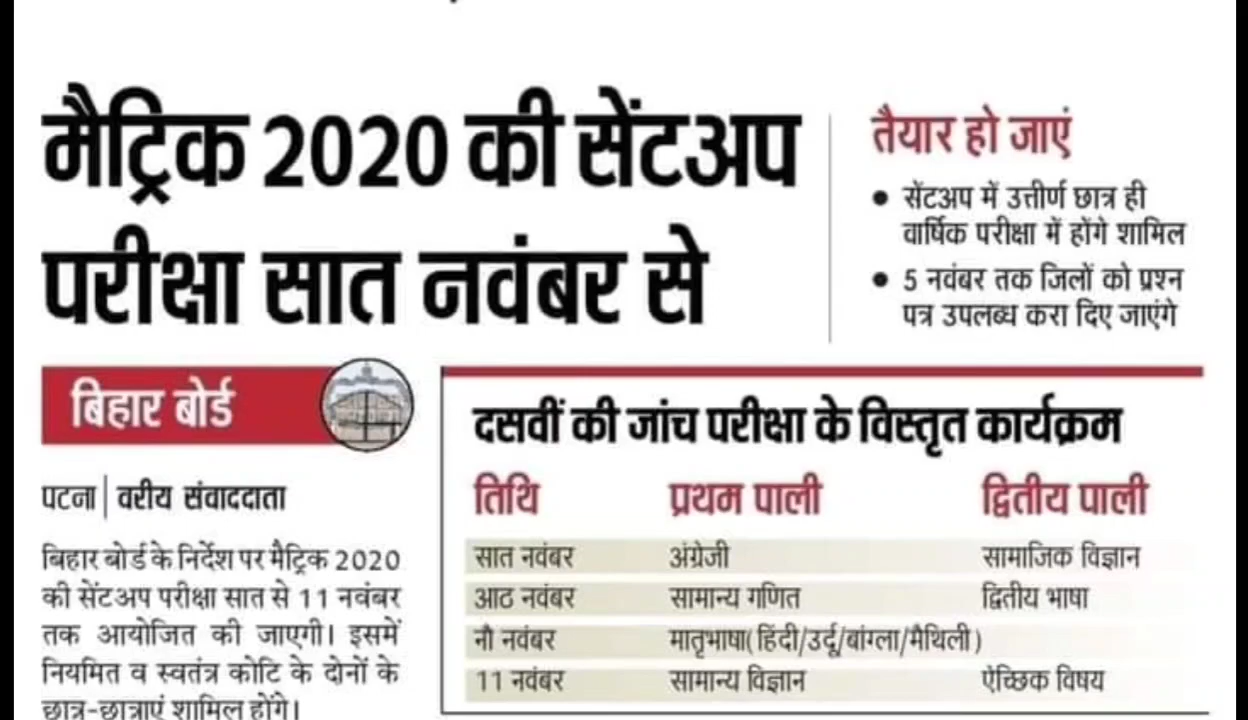 मैट्रिक 2020 की सेंटअप
परीक्षा सात नवंबर से
तैयार हो जाएं
• सेंटअप में उत्तीर्ण छात्र ही
वार्षिक परीक्षा में होंगे शामिल
• 5 नवंबर तक जिलों को प्रश्न
पत्र उपलब्ध करा दिए जाएंगे
बिहार बोर्ड
पटना | वरीय संवाददाता
बिहार बोर्ड के निर्देश पर मैट्रिक 2020
की सेंटअप परीक्षा सात से 11 नवंबर
तक आयोजित की जाएगी। इसमें
नियमित व स्वतंत्र कोटि के दोनों के
छात्र-छात्राएं शामिल होंगे।
दसवीं की जांच परीक्षा के विस्तृत कार्यक्रम
तिथि प्रथम पाली द्वितीय पाली
सात नवंबर अंग्रेजी सामाजिक विज्ञान
आठ नवंबर सामान्य गणित द्वितीय भाषा
नौ नवंबर मातृभाषा(हिंदी/उर्दू/बांग्ला/मैथिली)
11 नवंबर सामान्य विज्ञान ऐच्छिक विषय